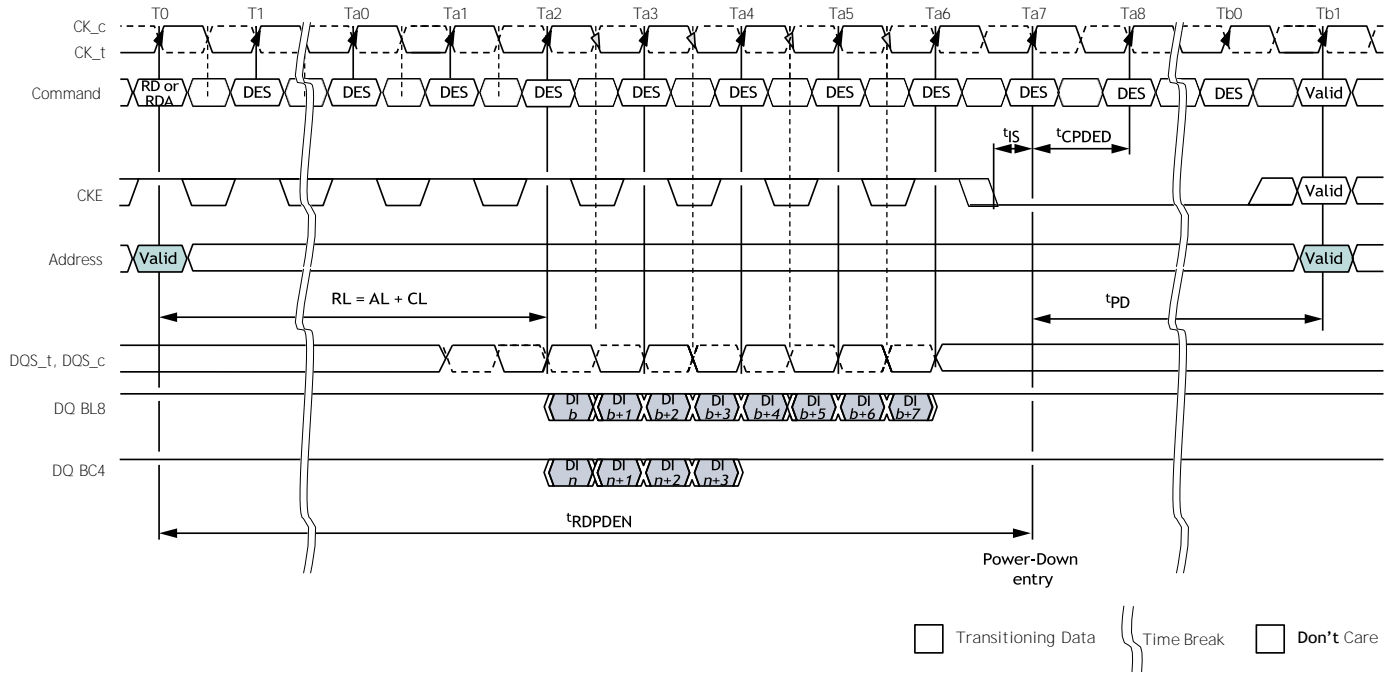 T0 T1 Ta0 Ta1 Ta2 Ta3 Ta4 Ta5 Ta6 Ta7 Ta8 Tb0 Tb1
CK_c
CK_t
Command
RD or
RDA
DES DES DES DES DES DES DES DES DES DES DES Valid
tIS tCPDED
CKE Valid
Address Valid Valid
RL = AL + CL
tPD
DQS_t, DQS_c
DQ BL8
DI DI DI DI DI DI DI DI
b b+1 b+2 b+3 b+4 b+5 b+6 b+7
DQ BC4
DI DI DI DI
n n+1 n+2 n+3
tRDPDEN
Power-Down
entry
Transitioning Data Time Break Don't Care